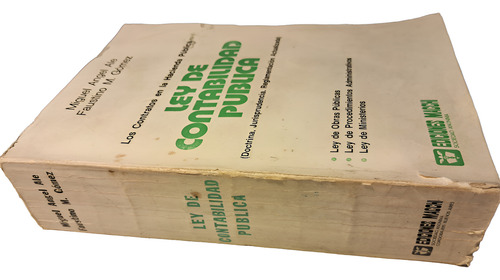 Miguel Angel Ale
Faustino M. Gómez
Los Contratos en la Hacienda Pública
LEY DE
CONTABILIDAD
PUBLICA
(Doctrina, Jurisprudencia, Reglamentación Actualizada)
• Ley de Obras Públicas
• Ley de Procedimientos Administrativos
• Ley de Ministerios
EDICIONES MACCHI
Miguel Angel Ale
Faustino M. Gómez
LEY DE
CONTABILIDAD
PUBLICA
EDICIONES MACCHI